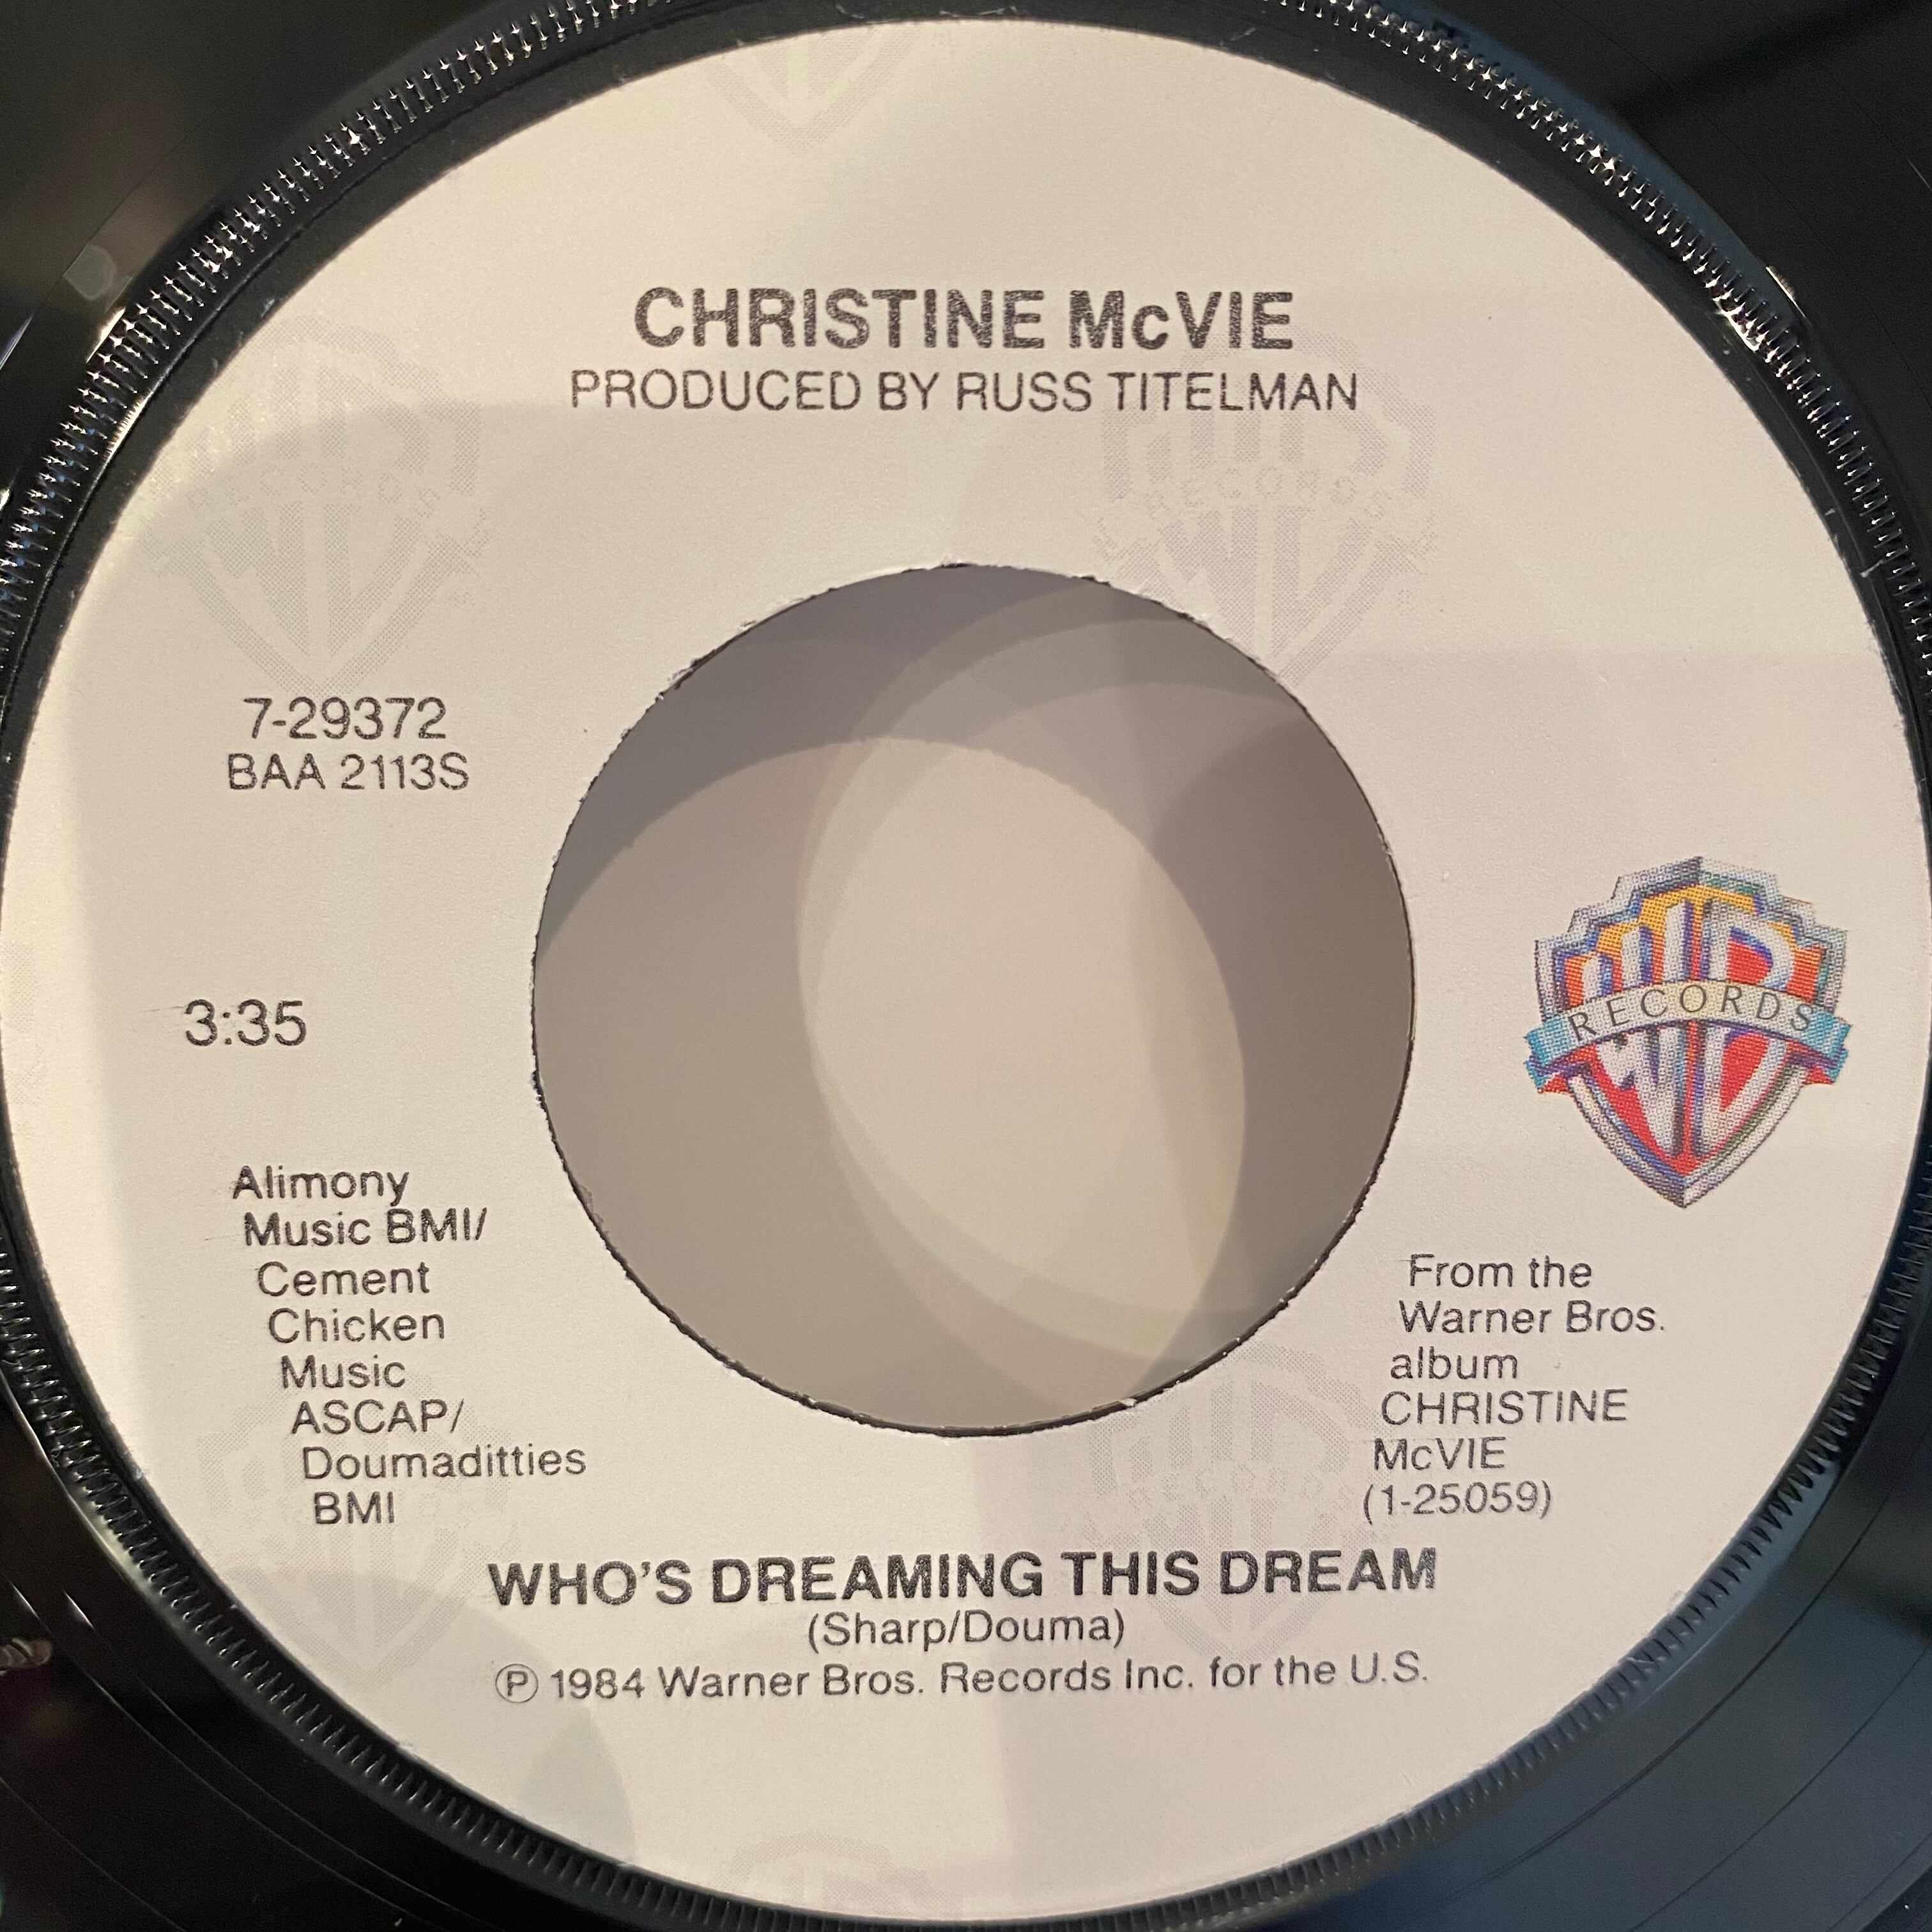 CHRISTINE McVIE
PRODUCED BY RUSS TITELMAN
7-29372
BAA 2113S
3:35
RECORDS
Alimony
Music BMI/
Cement
Chicken
Music
ASCAP/
Doumaditties
BMI
From the
Warner Bros.
album
CHRISTINE
McVIE
(1-25059)
WHO'S DREAMING THIS DREAM
(Sharp/Douma)
Ⓟ 1984 Warner Bros. Records Inc. for the U.S.